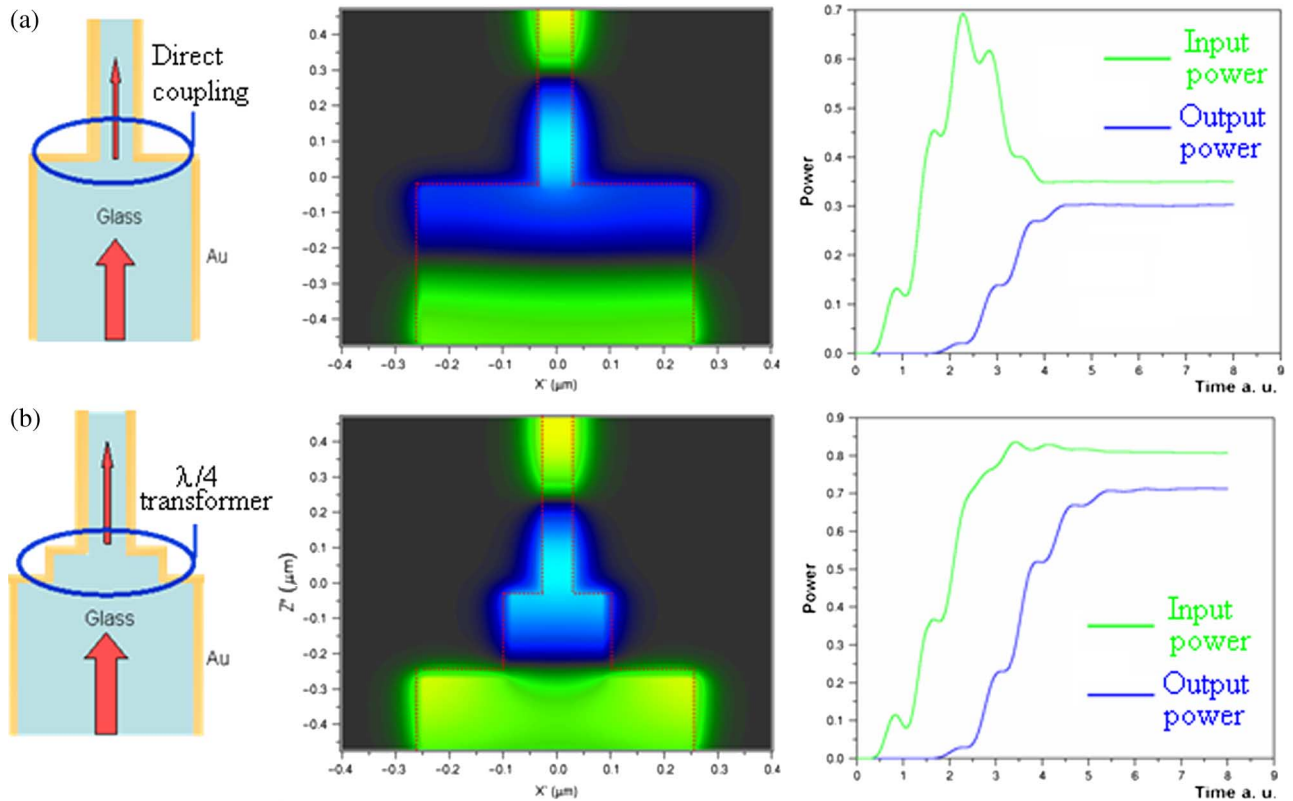 (a)
Direct
coupling
Glass
Au
0.4
0.3
0.2
0.1
0.0
−0.1
−0.2
−0.3
−0.4
−0.4 −0.3 −0.2 −0.1 0.0 0.1 0.2 0.3 0.4
X' (µm)
Power
0.7
0.6
0.5
0.4
0.3
0.2
0.1
0.0
0 1 2 3 4 5 6 7 8 9
Time a. u.
Input
power
Output
power
(b)
λ/4
transformer
Glass
Au
Z' (µm)
0.4
0.3
0.2
0.1
0.0
−0.1
−0.2
−0.3
−0.4
−0.4 −0.3 −0.2 −0.1 0.0 0.1 0.2 0.3 0.4
X' (µm)
Power
0.9
0.8
0.7
0.6
0.5
0.4
0.3
0.2
0.1
0.0
0 1 2 3 4 5 6 7 8 9
Time a. u.
Input
power
Output
power